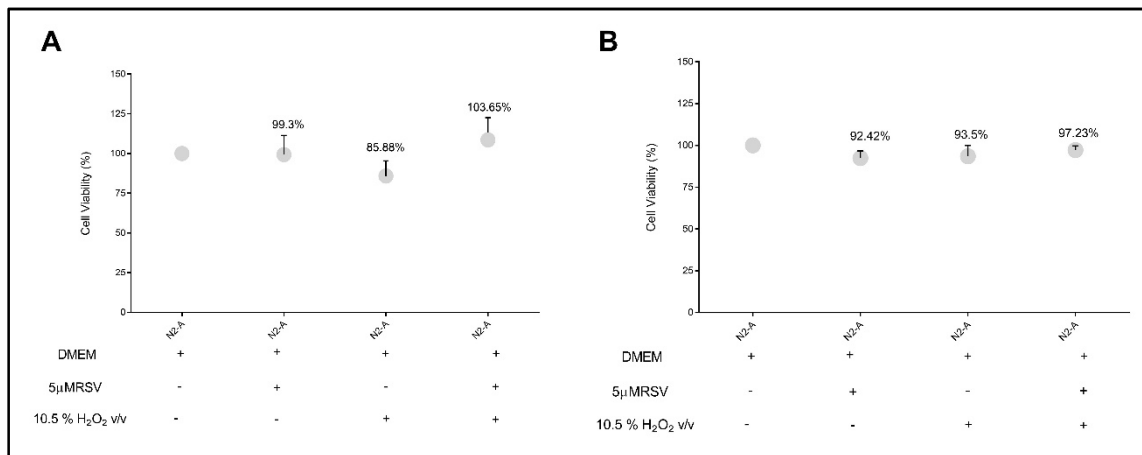 A
Cell Viability (%)
150
125
100
75
50
25
0
99.3%
85.88%
103.65%
N2-A N2-A N2-A N2-A
DMEM + + + +
5μMRSV - + - +
10.5 % H₂O₂ v/v - - + +
B
Cell Viability (%)
150
125
100
75
50
25
0
92.42%
93.5%
97.23%
N2-A N2-A N2-A N2-A
DMEM + + + +
5μMRSV - + - +
10.5 % H₂O₂ v/v - - + +